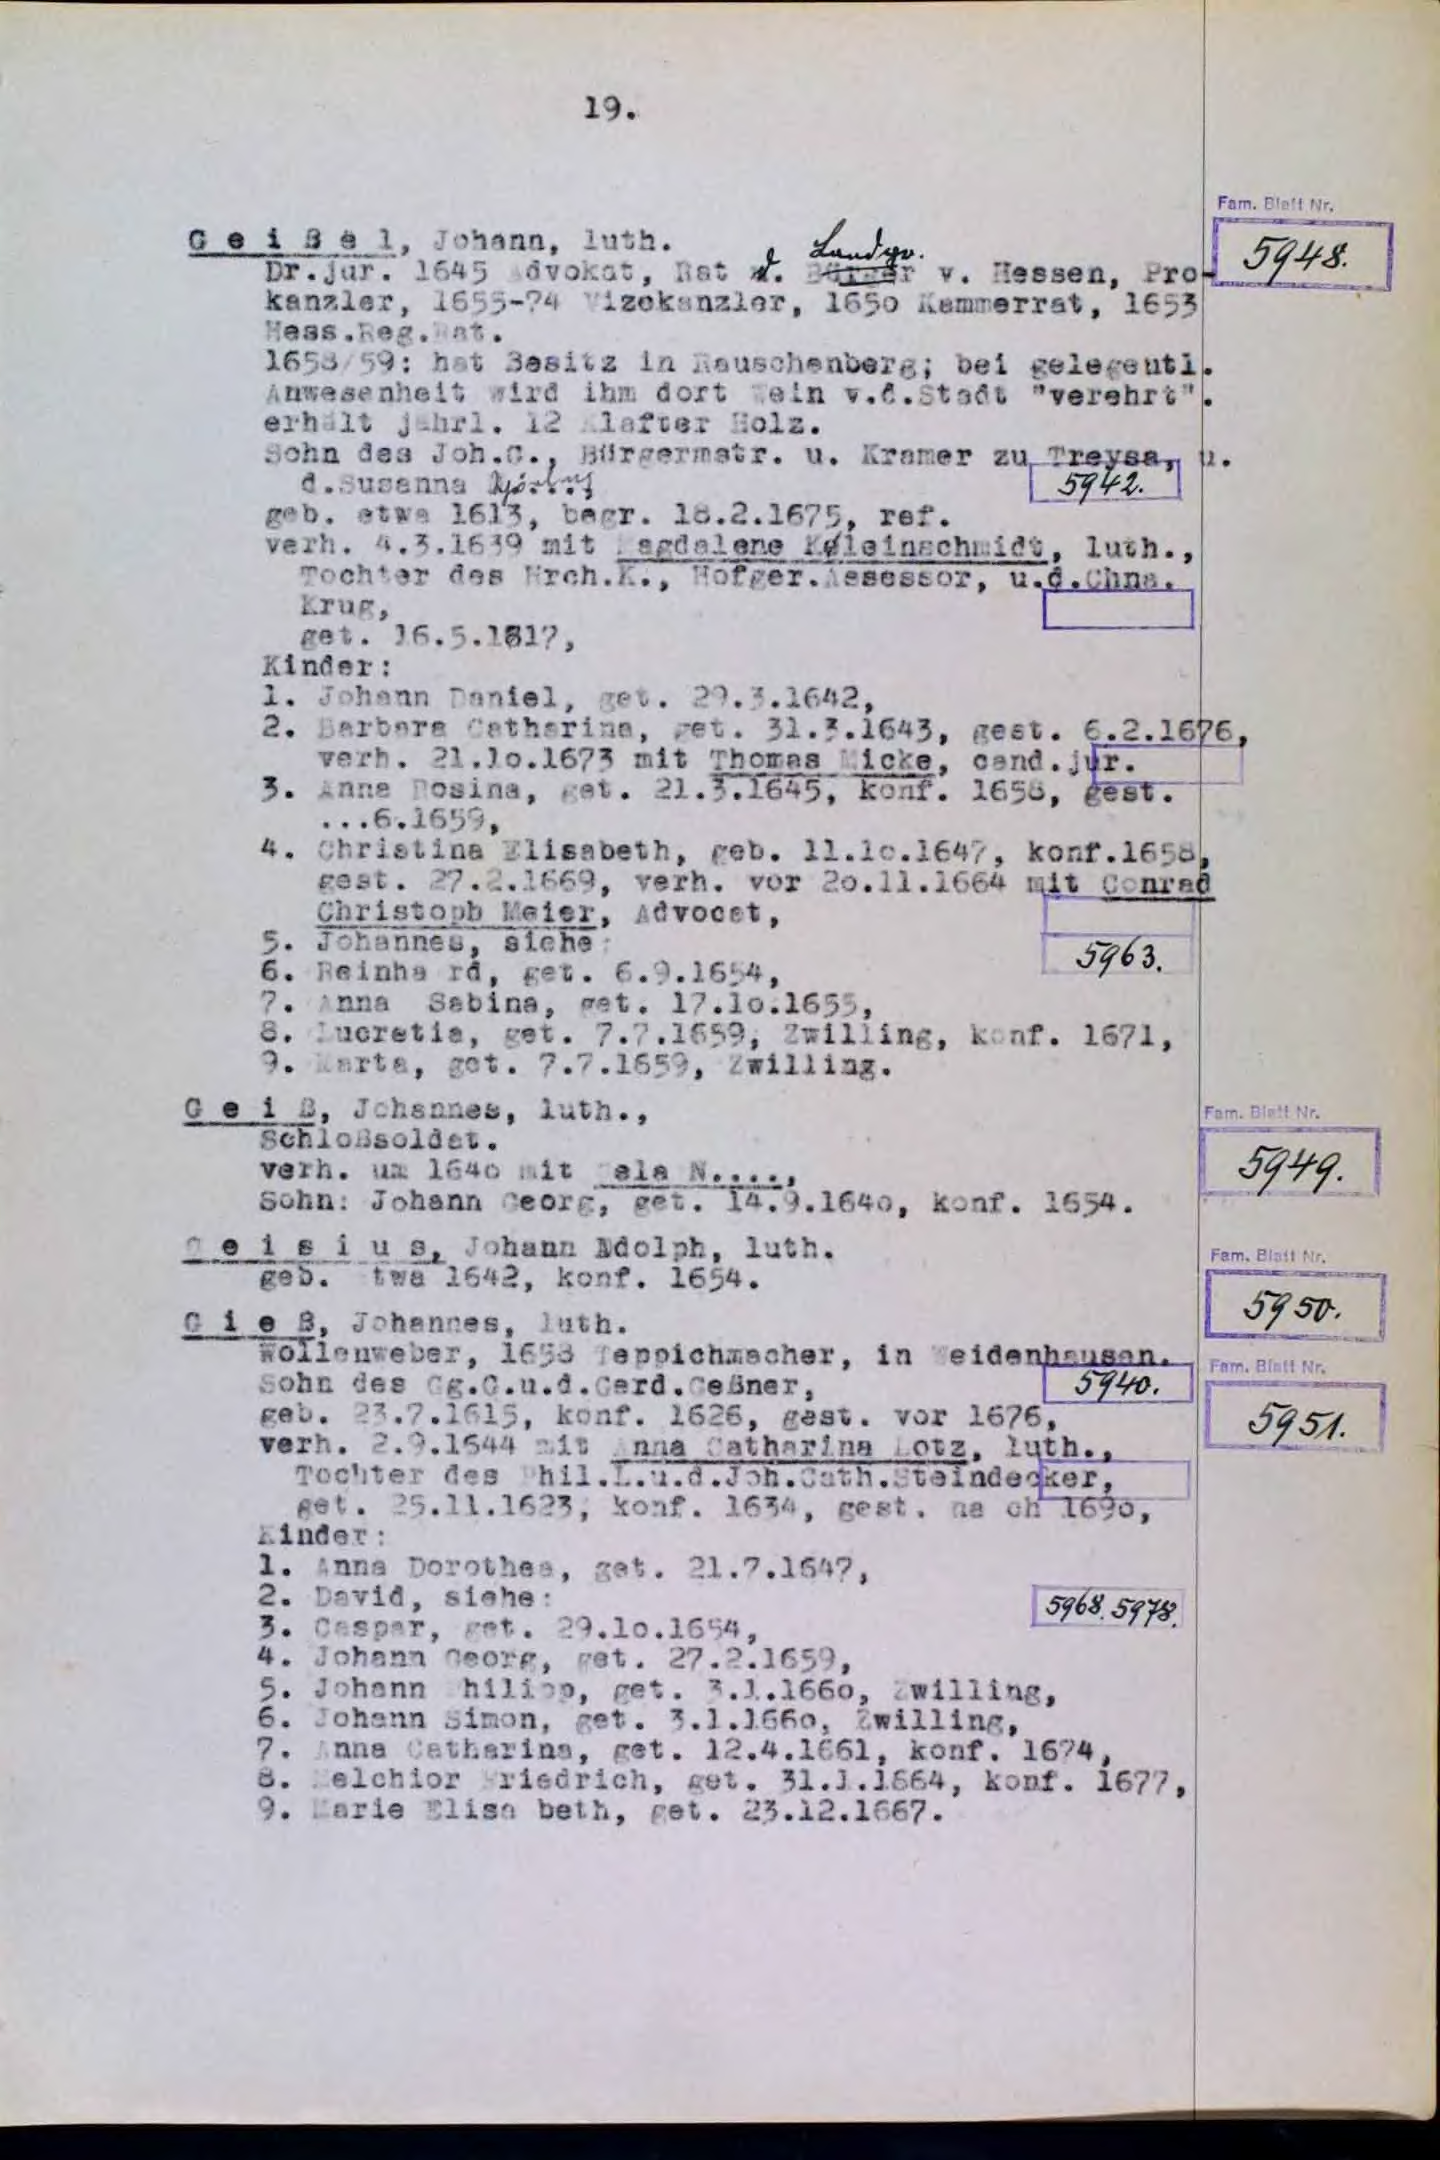 19.
Fam. Blatt Nr.
G e i ß e l, Johann, luth.
5948.
Landgr.
Dr.jur. 1645 Advokat, Rat d. Bürger v. Hessen, Pro-
kanzler, 1655-74 Vizekanzler, 1650 Kammerrat, 1653
Hess.Reg.Rat.
1658/59: hat Besitz in Rauschenberg; bei gelegentl.
Anwesenheit wird ihm dort Wein v.d.Stadt "verehrt".
erhält jährl. 12 Klafter Holz.
Sohn des Joh.G., Bürgermstr. u. Kramer zu Treysa, u.
d.Susanna
5942.
geb. etwa 1613, begr. 18.2.1675, ref.
verh. 4.3.1639 mit Magdalene Kleinschmidt, luth.,
Tochter des Hrch.K., Hofger.Assessor, u.d.Chna.
Krug,
get. 16.5.1617,
Kinder:
1. Johann Daniel, get. 29.3.1642,
2. Barbara Catharina, get. 31.3.1643, gest. 6.2.1676,
verh. 21.10.1673 mit Thomas Micke, cand.jur.
3. Anna Rosina, get. 21.3.1645, konf. 1658, gest.
...6.1659,
4. Christina Elisabeth, geb. 11.10.1647, konf.1658,
gest. 27.2.1669, verh. vor 20.11.1664 mit Conrad
Christoph Meier, Advocat,
5. Johannes, siehe:
5963.
6. Reinha rd, get. 6.9.1654,
7. Anna Sabina, get. 17.10.1655,
8. Lucretia, get. 7.7.1659, Zwilling, konf. 1671,
9. Marta, get. 7.7.1659, Zwilling.
Fam. Blatt Nr.
G e i ß, Johannes, luth.,
5949.
Schloßsoldat.
verh. um 1640 mit Gela N....,
Sohn: Johann Georg, get. 14.9.1640, konf. 1654.
Fam. Blatt Nr.
G e i s i u s, Johann Adolph, luth.
5950.
geb. etwa 1642, konf. 1654.
G i e ß, Johannes, luth.
Wollenweber, 1658 Teppichmacher, in Weidenhausen.
Fam. Blatt Nr.
5951.
Sohn des Gg.G.u.d.Gerd.Geßner,
5940.
geb. 23.7.1615, konf. 1626, gest. vor 1676,
verh. 2.9.1644 mit Anna Catharina Lotz, luth.,
Tochter des Phil.L.u.d.Joh.Cath.Steindecker,
get. 25.11.1623, konf. 1634, gest. na ch 1690,
Kinder:
1. Anna Dorothea, get. 21.7.1647,
2. David, siehe:
5968. 5978.
3. Caspar, get. 29.10.1654,
4. Johann Georg, get. 27.2.1659,
5. Johann Philipp, get. 3.1.1660, Zwilling,
6. Johann Simon, get. 3.1.1660, Zwilling,
7. Anna Catharina, get. 12.4.1661, konf. 1674,
8. Melchior Friedrich, get. 31.1.1664, konf. 1677,
9. Marie Elisa beth, get. 23.12.1667.